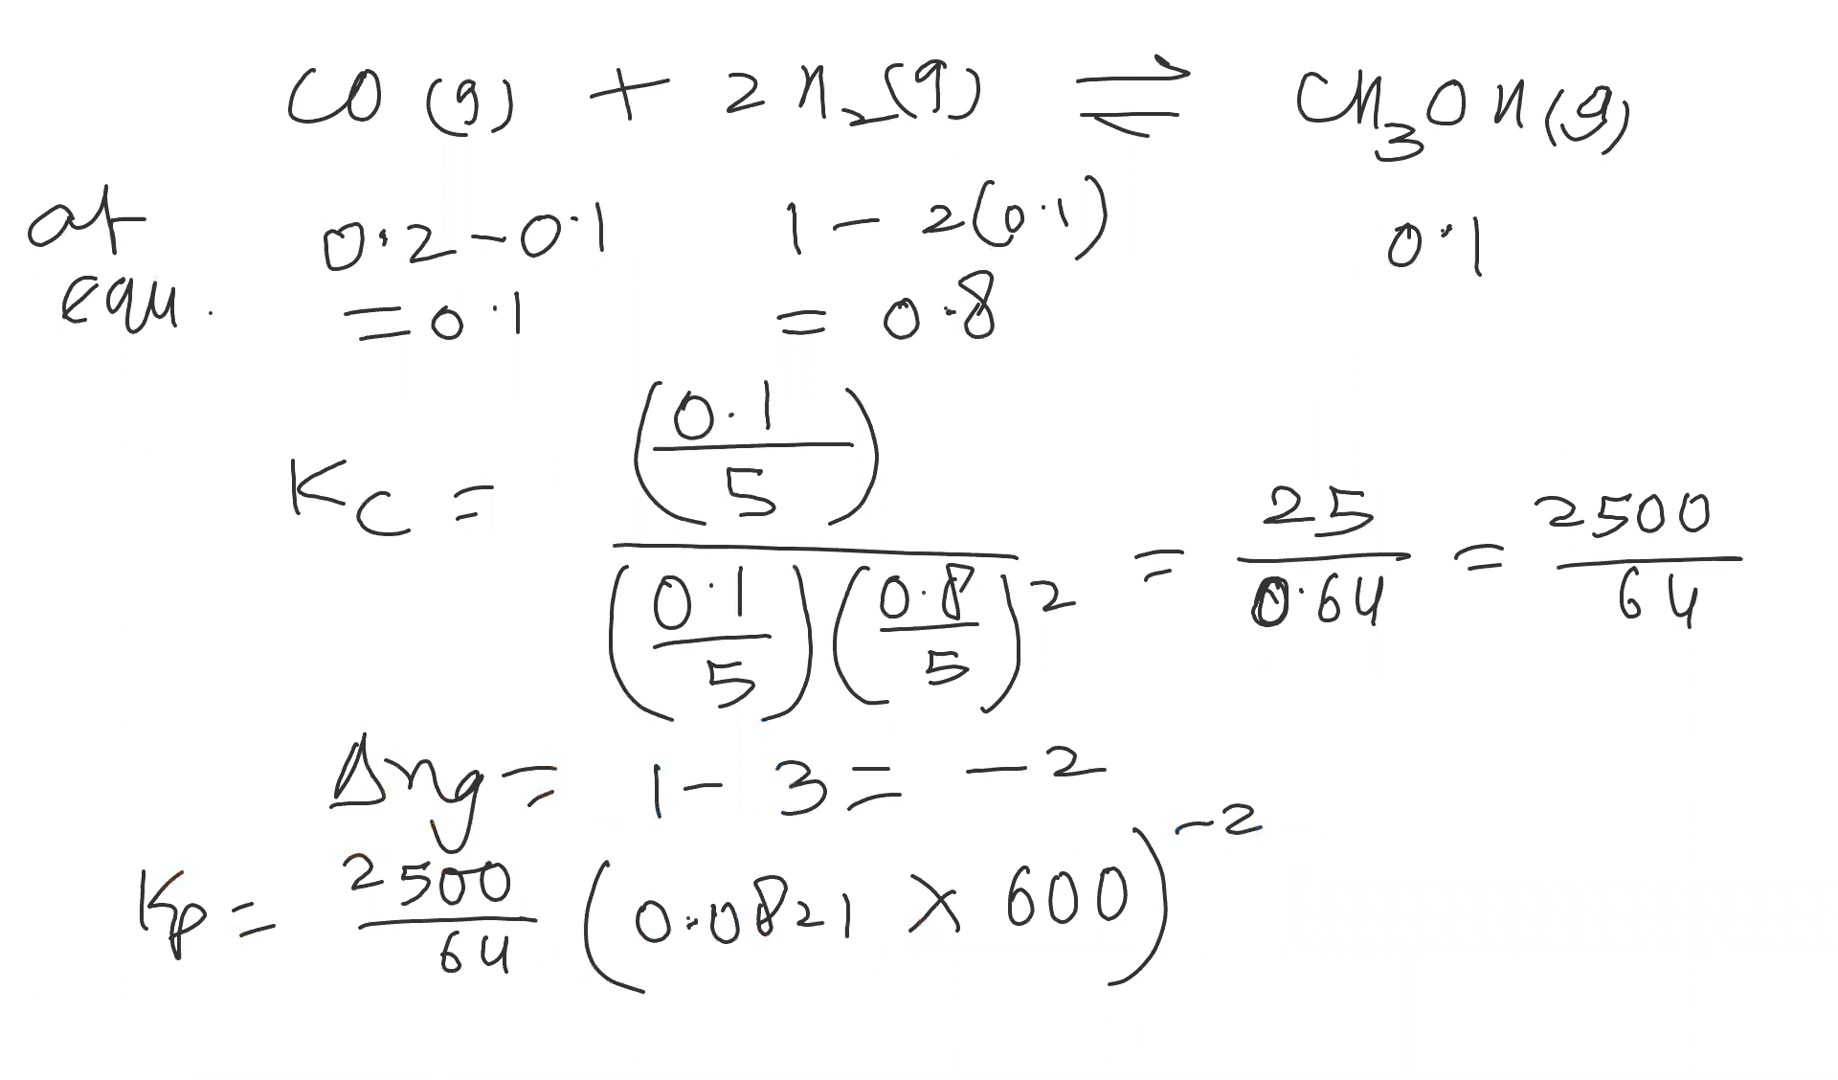 CO (g) + 2 H₂(g) ⇌ CH₃OH(g)
at equ. 0.2-0.1 1 - 2(0.1) 0.1
=0.1 = 0.8
Kc = (0.1/5) / (0.1/5)(0.8/5)² = 25/0.64 = 2500/64
Δng = 1 - 3 = -2
Kp = 2500/64 (0.0821 × 600)⁻²